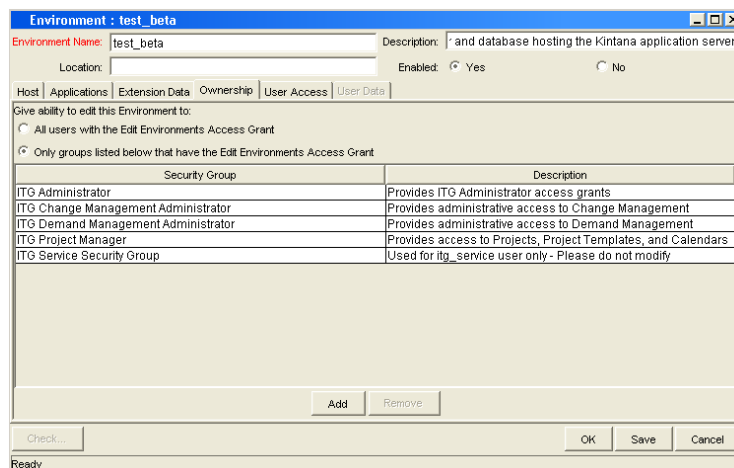 Environment : test_beta
Environment Name: test_beta Description: and database hosting the Kintana application server
Location: Enabled: Yes No
Host Applications Extension Data Ownership User Access User Data
Give ability to edit this Environment to:
All users with the Edit Environments Access Grant
Only groups listed below that have the Edit Environments Access Grant
Security Group Description
ITG Administrator Provides ITG Administrator access grants
ITG Change Management Administrator Provides administrative access to Change Management
ITG Demand Management Administrator Provides administrative access to Demand Management
ITG Project Manager Provides access to Projects, Project Templates, and Calendars
ITG Service Security Group Used for itg_service user only - Please do not modify
Add Remove
Check... OK Save Cancel
Ready